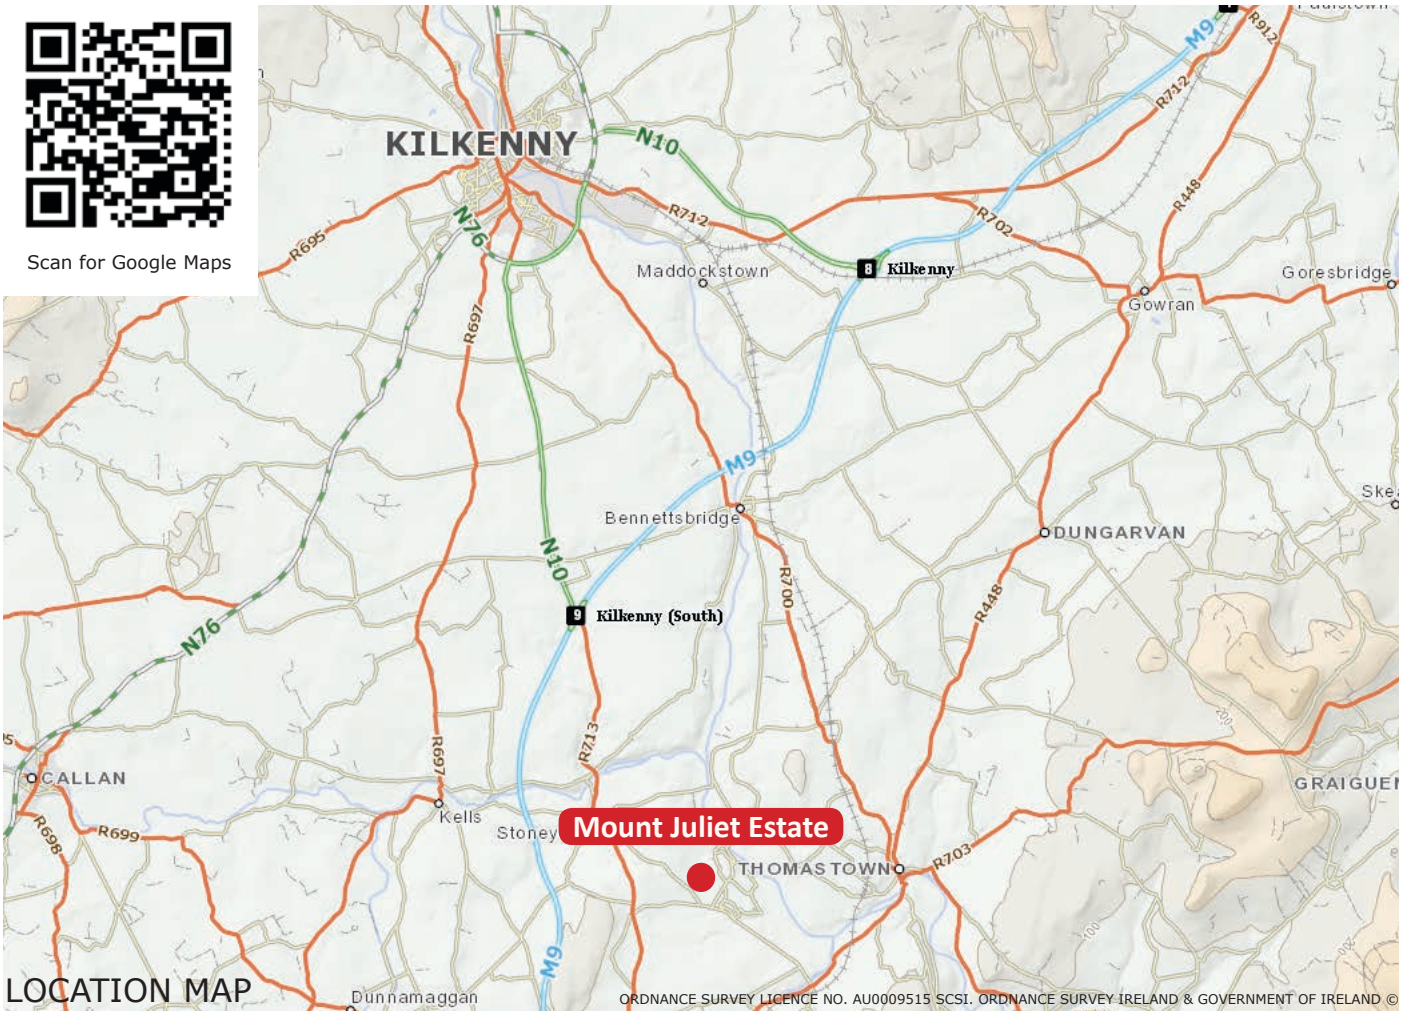 Scan for Google Maps
KILKENNY
N10
M9
R912
R712
R448
R702
R712
R695
N76
R697
Maddockstown
8 Kilkenny
Goresbridge
Gowran
M9
Bennettsbridge
DUNGARVAN
N10
R700
R448
9 Kilkenny (South)
N76
R713
R697
CALLAN
Kells
R698
R699
Stoney
Mount Juliet Estate
THOMASTOWN
R703
GRAIGUE
200
100
M9
LOCATION MAP
Dunnamaggan
ORDNANCE SURVEY LICENCE NO. AU0009515 SCSI. ORDNANCE SURVEY IRELAND & GOVERNMENT OF IRELAND ©